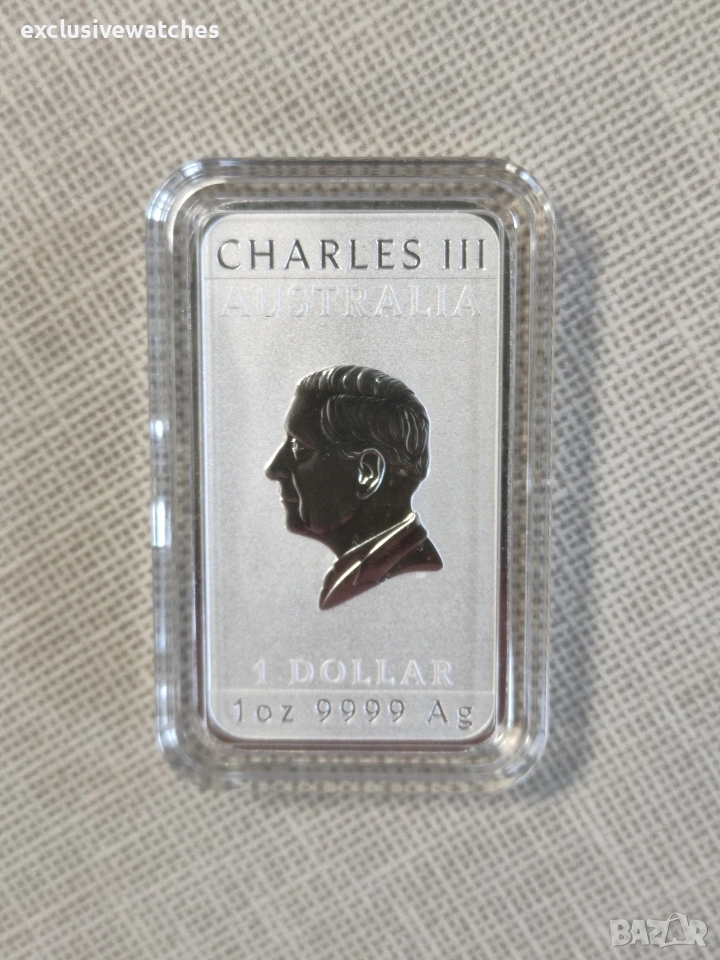 exclusivewatches
CHARLES III
AUSTRALIA
1 DOLLAR
1oz 9999 Ag
BAZAR